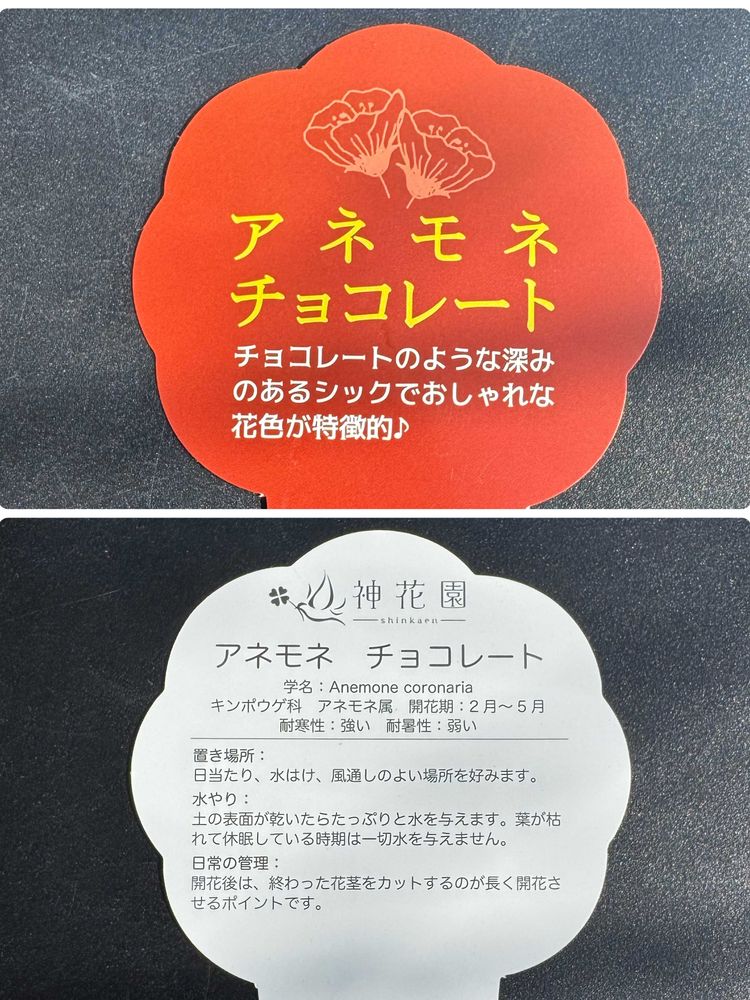 アネモネ
チョコレート
チョコレートのような深み
のあるシックでおしゃれな
花色が特徴的♪
神花園
shinkaen
アネモネ　チョコレート
学名：Anemone coronaria
キンポウゲ科　アネモネ属　開花期：2月〜5月
耐寒性：強い　耐暑性：弱い
置き場所：
日当たり、水はけ、風通しのよい場所を好みます。
水やり：
土の表面が乾いたらたっぷりと水を与えます。葉が枯
れて休眠している時期は一切水を与えません。
日常の管理：
開花後は、終わった花茎をカットするのが長く開花さ
せるポイントです。